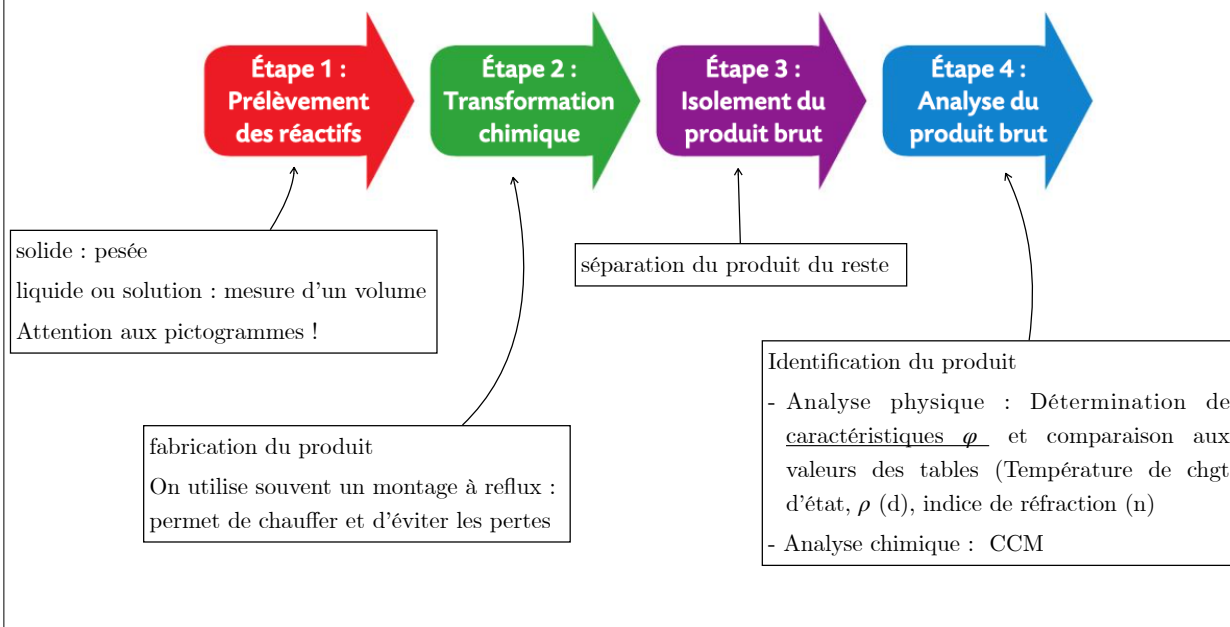 Étape 1 :
Prélèvement
des réactifs
Étape 2 :
Transformation
chimique
Étape 3 :
Isolement du
produit brut
Étape 4 :
Analyse du
produit brut
solide : pesée
liquide ou solution : mesure d'un volume
Attention aux pictogrammes !
séparation du produit du reste
fabrication du produit
On utilise souvent un montage à reflux :
permet de chauffer et d'éviter les pertes
Identification du produit
- Analyse physique : Détermination de
caractéristiques φ et comparaison aux
valeurs des tables (Température de chgt
d'état, ρ (d), indice de réfraction (n)
- Analyse chimique : CCM